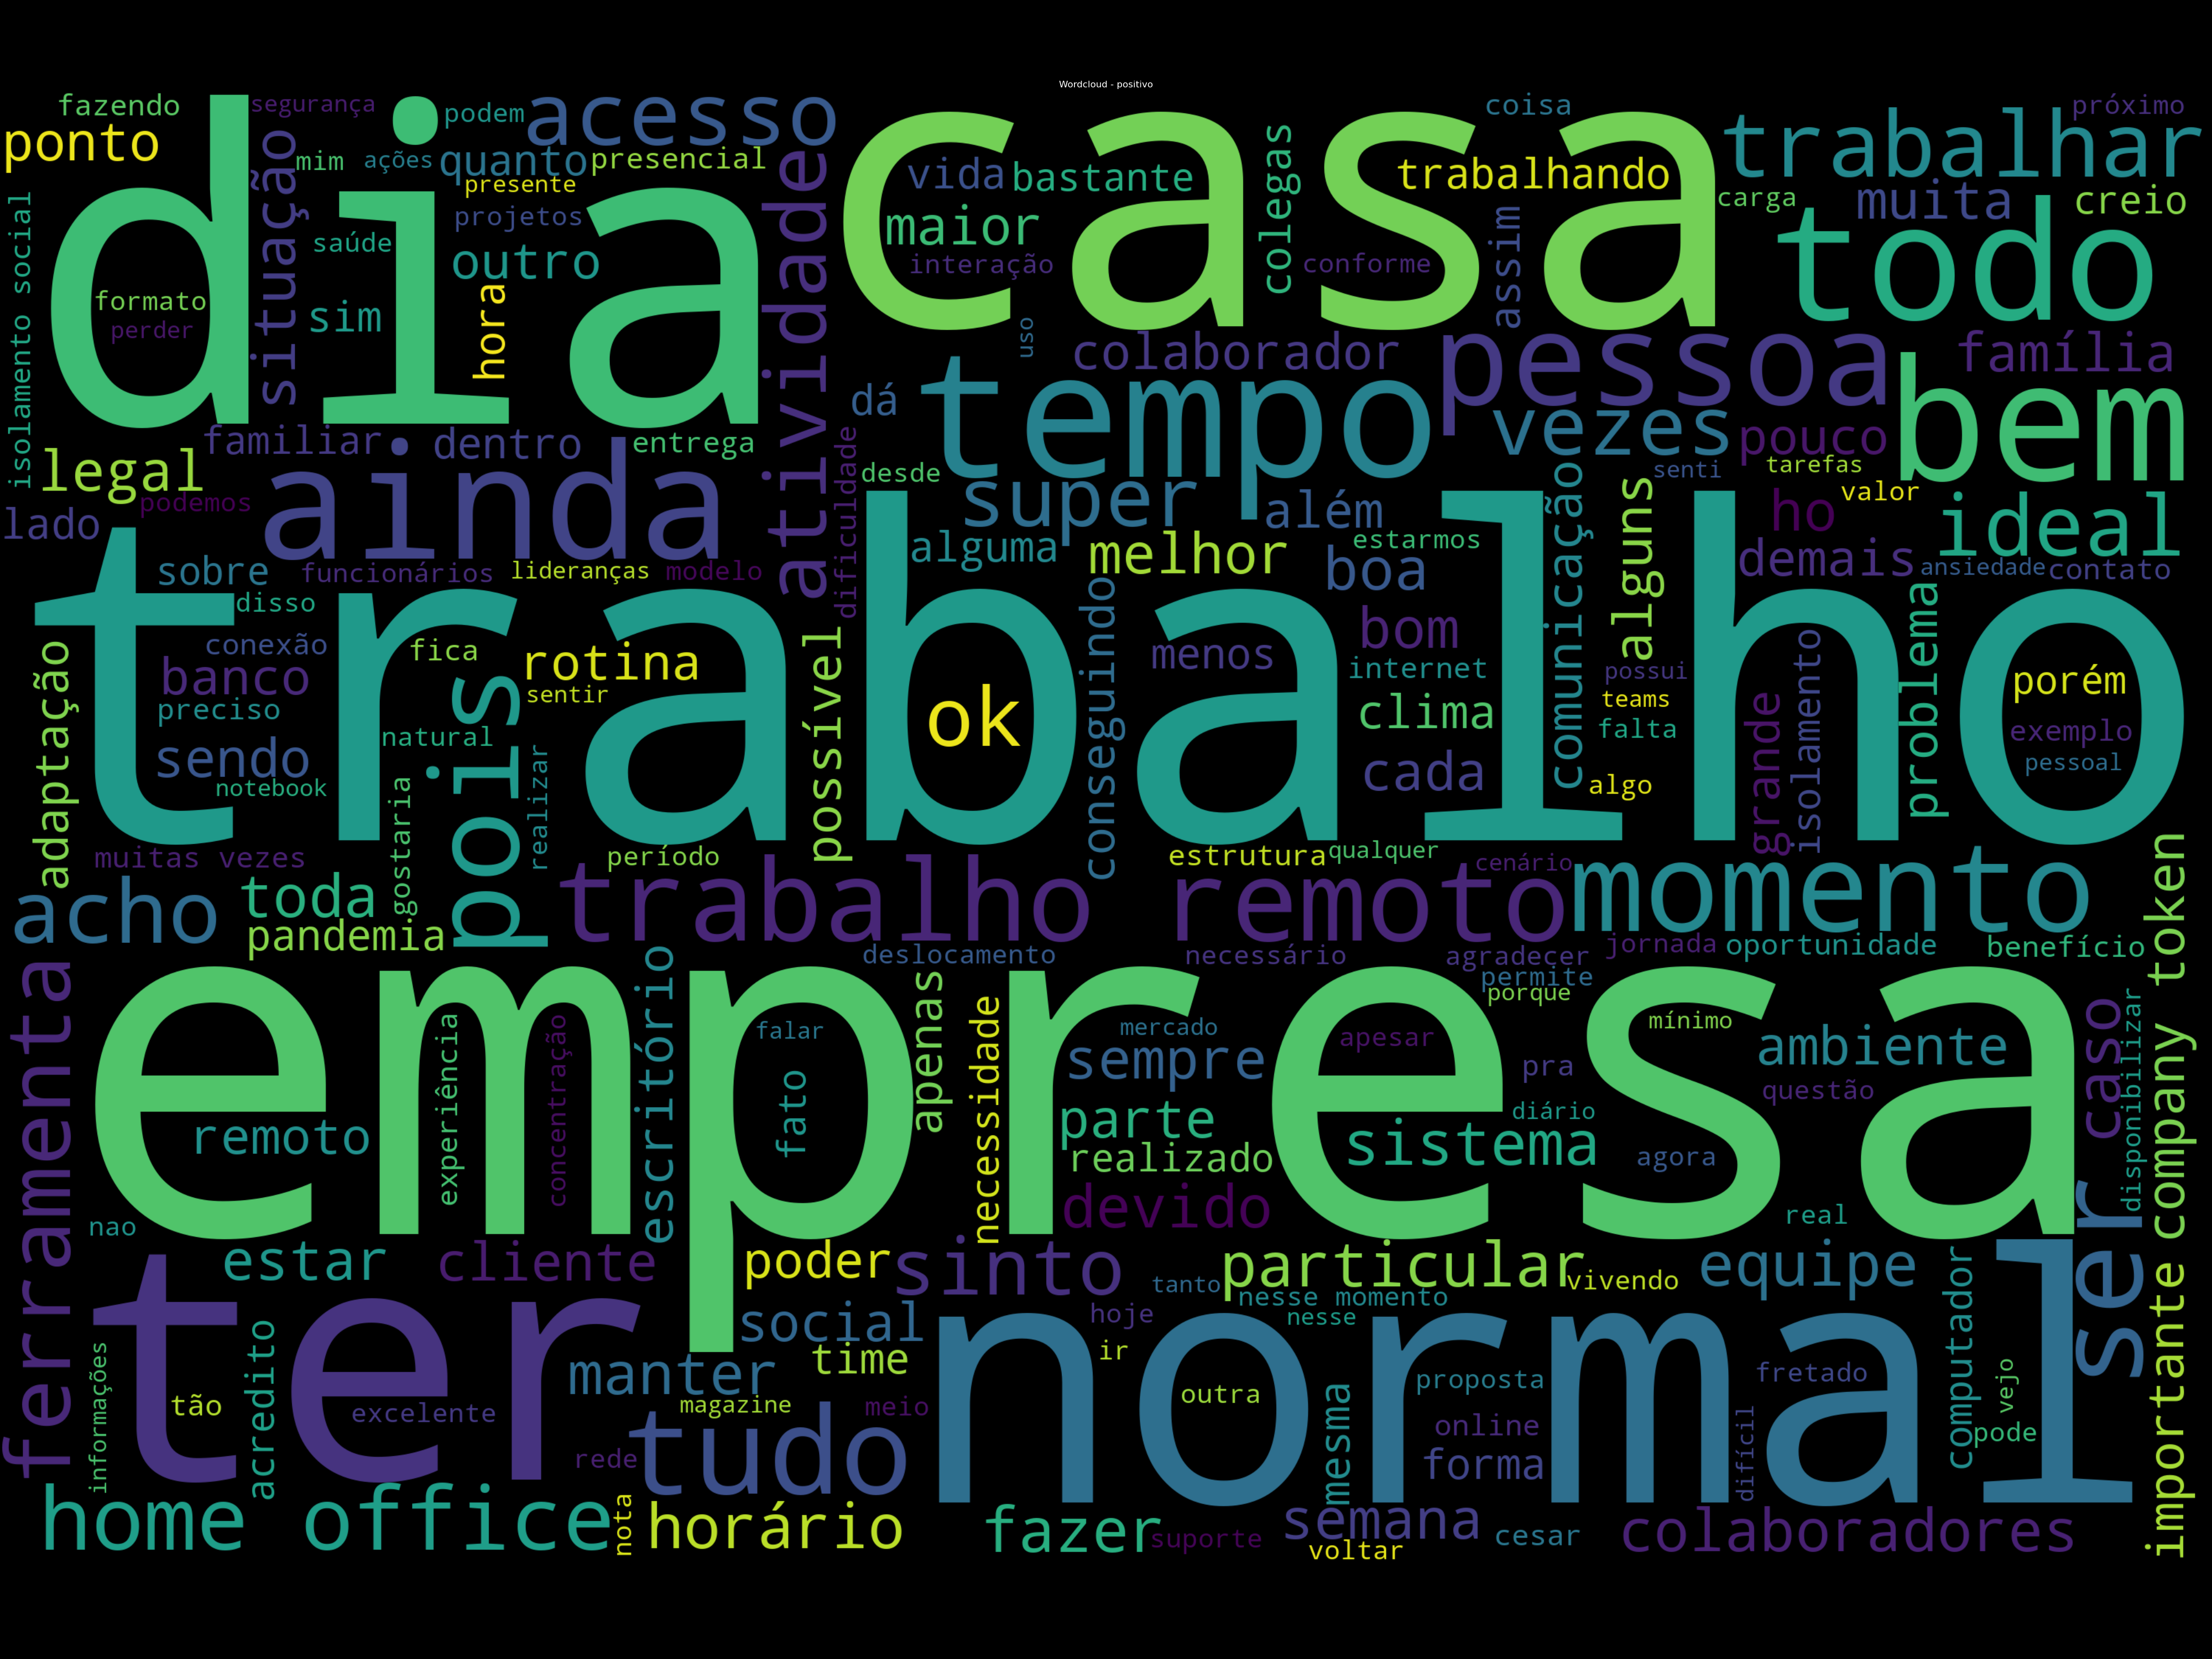 Wordcloud - positivo
fazendo
segurança
podem
acesso
casa
coisa
trabalhar
próximo
ponto
dia
situação
mim
ações
quanto
presencial
presente
projetos
saúde
outro
sim
hora
formato
perder
isolamento social
atividade
vida
bastante
maior
interação
colegas
trabalhando
conforme
assim
carga
muita
creio
todo
uso
colaborador
pessoa
família
tempo
dá
vezes
pouco
bem
legal
familiar
dentro
entrega
ainda
podemos
lado
dificuldade
desde
super
além
senti
tarefas
valor
ho
ideal
sobre
funcionários
lideranças
modelo
disso
alguma
melhor
estarmos
boa
comunicação
alguns
demais
ansiedade
contato
trabalho
adaptação
conexão
banco
preciso
sendo
notebook
fica
natural
rotina
sentir
pois
gostaria
realizar
possível
ok
conseguindo
menos
bom
internet
clima
cada
possui
teams
falta
algo
grande
isolamento
problema
porém
exemplo
pessoal
muitas vezes
período
estrutura
qualquer
cenário
acho
toda
pandemia
trabalho remoto
momento
deslocamento
necessário
agradecer
jornada
oportunidade
benefício
permite
porque
importante company token
ferramenta
empresa
remoto
experiência
concentração
escritório
falar
fato
apenas
necessidade
mercado
sempre
apesar
pra
mínimo
ambiente
questão
caso
disponibilizar
parte
diário
realizado
sistema
agora
devido
real
nao
estar
cliente
poder
sinto
particular
vivendo
equipe
ser
tanto
nesse momento
social
hoje
nesse
ter
normal
informações
tão
acredito
excelente
manter
time
ir
magazine
meio
outra
mesma
proposta
fretado
computador
vejo
rede
tudo
online
forma
difícil
pode
home office
nota
horário
fazer
suporte
semana
voltar
cesar
colaboradores